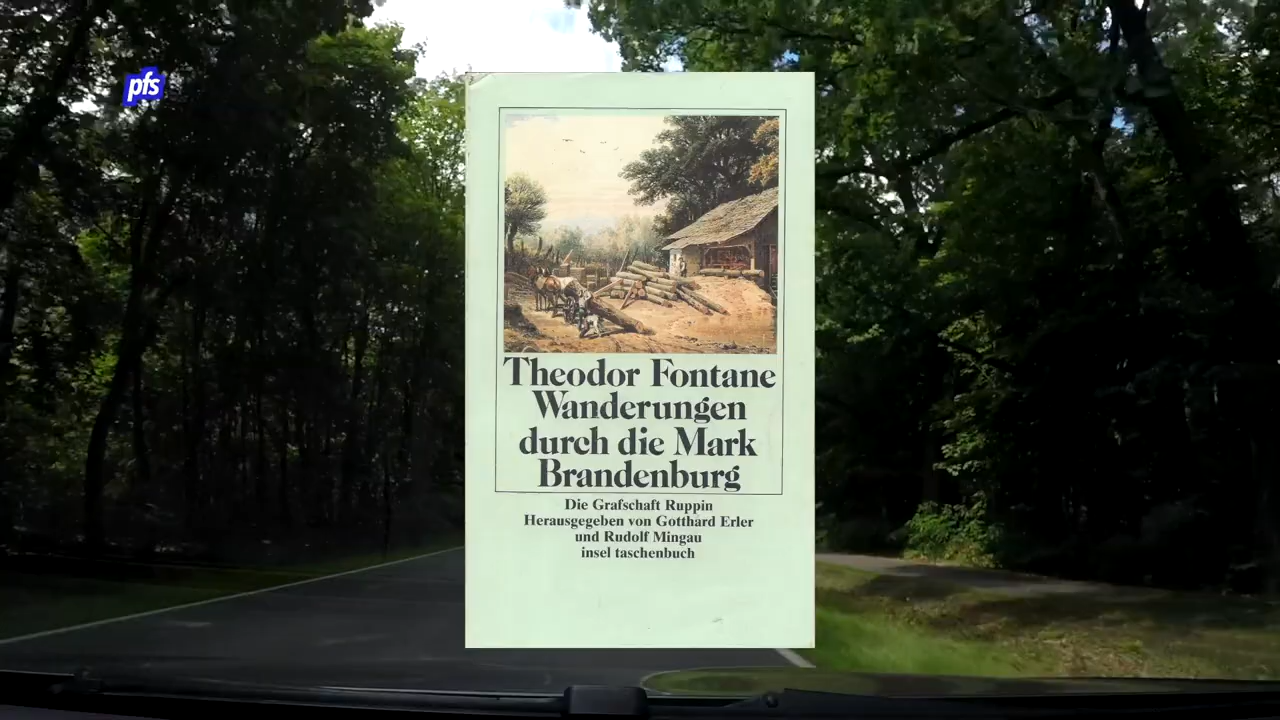 pfs
Theodor Fontane
Wanderungen
durch die Mark
Brandenburg
Die Grafschaft Ruppin
Herausgegeben von Gotthard Erler
und Rudolf Mingau
insel taschenbuch